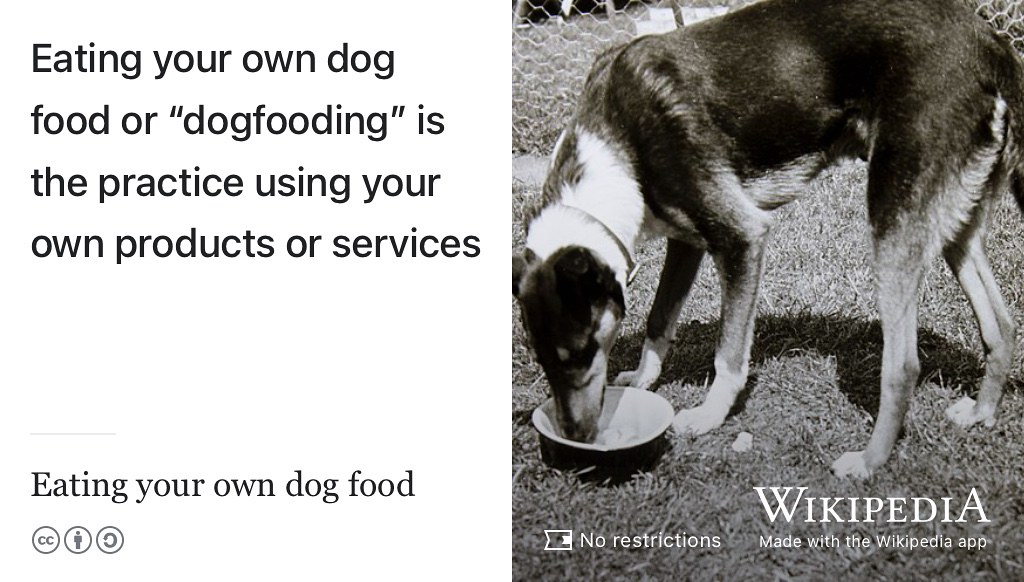 Eating your own dog
food or “dogfooding” is
the practice using your
own products or services
Eating your own dog food
cc
No restrictions
WIKIPEDIA
Made with the Wikipedia app